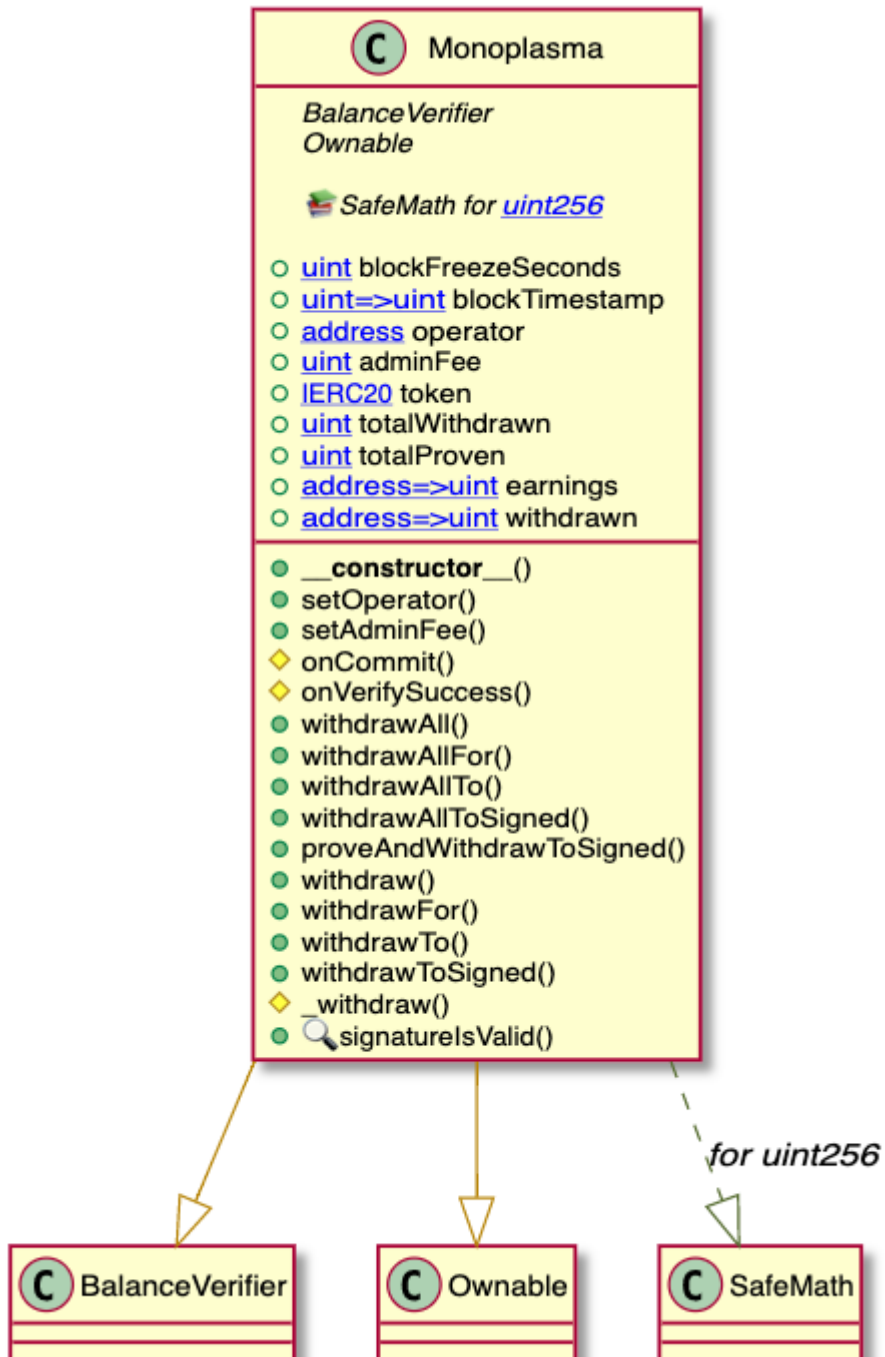 C Monoplasma
BalanceVerifier
Ownable
SafeMath for uint256
uint blockFreezeSeconds
uint=>uint blockTimestamp
address operator
uint adminFee
IERC20 token
uint totalWithdrawn
uint totalProven
address=>uint earnings
address=>uint withdrawn
__constructor__()
setOperator()
setAdminFee()
onCommit()
onVerifySuccess()
withdrawAll()
withdrawAllFor()
withdrawAllTo()
withdrawAllToSigned()
proveAndWithdrawToSigned()
withdraw()
withdrawFor()
withdrawTo()
withdrawToSigned()
_withdraw()
signatureIsValid()
for uint256
C BalanceVerifier
C Ownable
C SafeMath